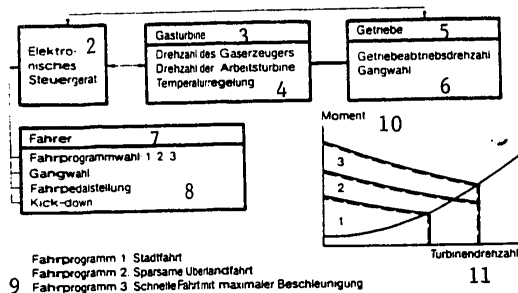 Elektro- 2
nisches
Steuergerät
Gasturbine 3
Drehzahl des Gaserzeugers
Drehzahl der Arbeitsturbine
Temperaturregelung 4
Getriebe 5
Getriebeabtriebsdrehzahl
Gangwahl
6
Fahrer 7
Fahrprogrammwahl 1 2 3
Gangwahl
Fahrpedalstellung 8
Kick-down
Moment 10
3
2
1
Turbinendrehzahl
11
Fahrprogramm 1 Stadtfahrt
Fahrprogramm 2. Sparsame Überlandfahrt
9 Fahrprogramm 3 Schnelle Fahrt mit maximaler Beschleunigung